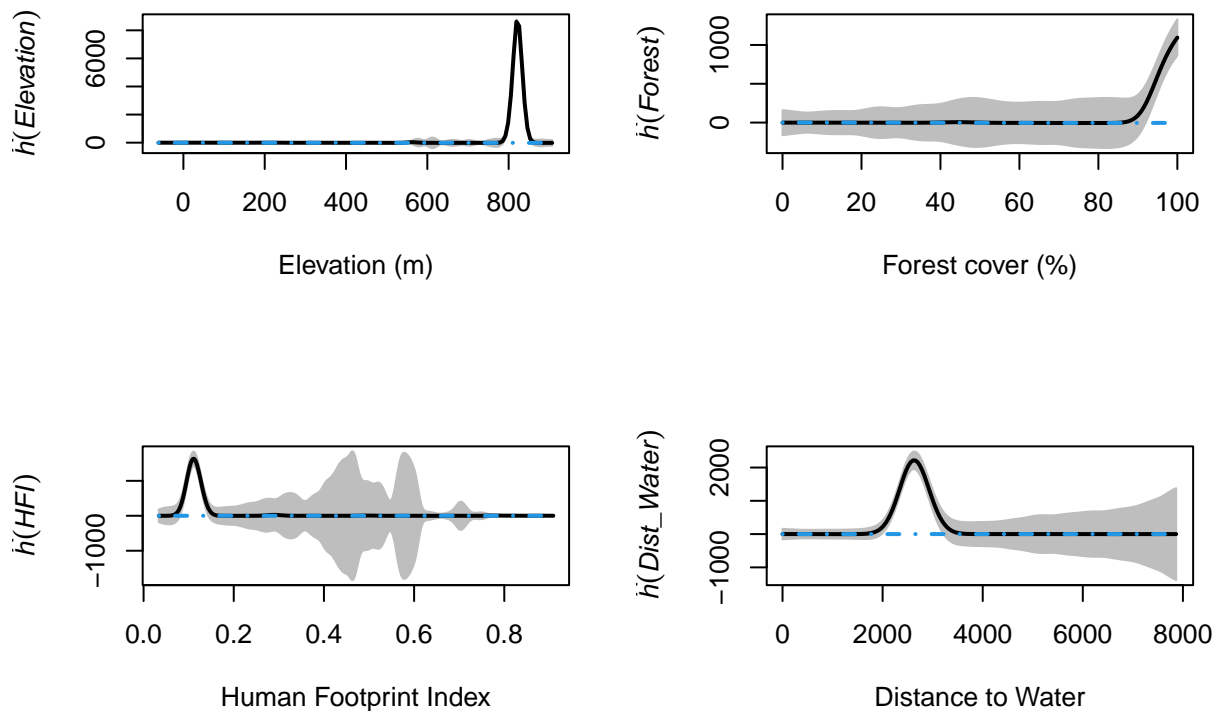 ḧ(Elevation)
0
6000
0 200 400 600 800
Elevation (m)
ḧ(Forest)
0
1000
0 20 40 60 80 100
Forest cover (%)
ḧ(HFI)
−1000
0.0 0.2 0.4 0.6 0.8
Human Footprint Index
ḧ(Dist_Water)
−1000
2000
0 2000 4000 6000 8000
Distance to Water